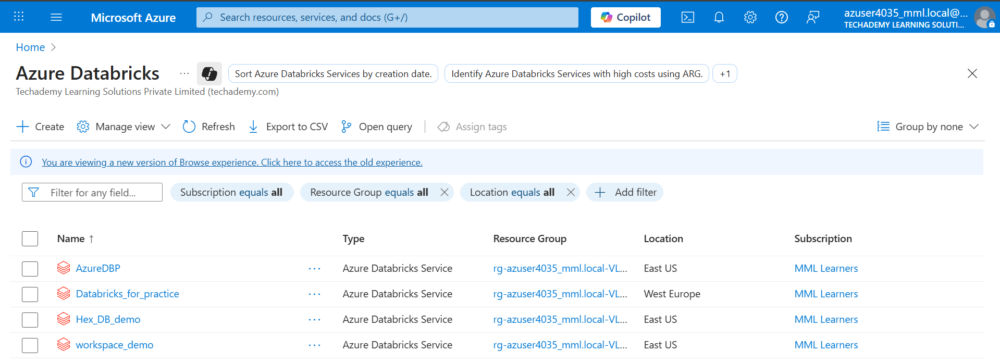 Microsoft Azure
Search resources, services, and docs (G+/)
Copilot
azuser4035_mml.local@...
TECHADEMY LEARNING SOLUTI...
Home
Azure Databricks
Sort Azure Databricks Services by creation date.
Identify Azure Databricks Services with high costs using ARG.
+1
Techademy Learning Solutions Private Limited (techademy.com)
Create
Manage view
Refresh
Export to CSV
Open query
Assign tags
Group by none
You are viewing a new version of Browse experience. Click here to access the old experience.
Filter for any field...
Subscription equals all
Resource Group equals all
Location equals all
Add filter
Name ↑ Type Resource Group Location Subscription
AzureDBP ... Azure Databricks Service rg-azuser4035_mml.local-VL... East US MML Learners
Databricks_for_practice ... Azure Databricks Service rg-azuser4035_mml.local-VL... West Europe MML Learners
Hex_DB_demo ... Azure Databricks Service rg-azuser4035_mml.local-VL... East US MML Learners
workspace_demo ... Azure Databricks Service rg-azuser4035_mml.local-VL... East US MML Learners